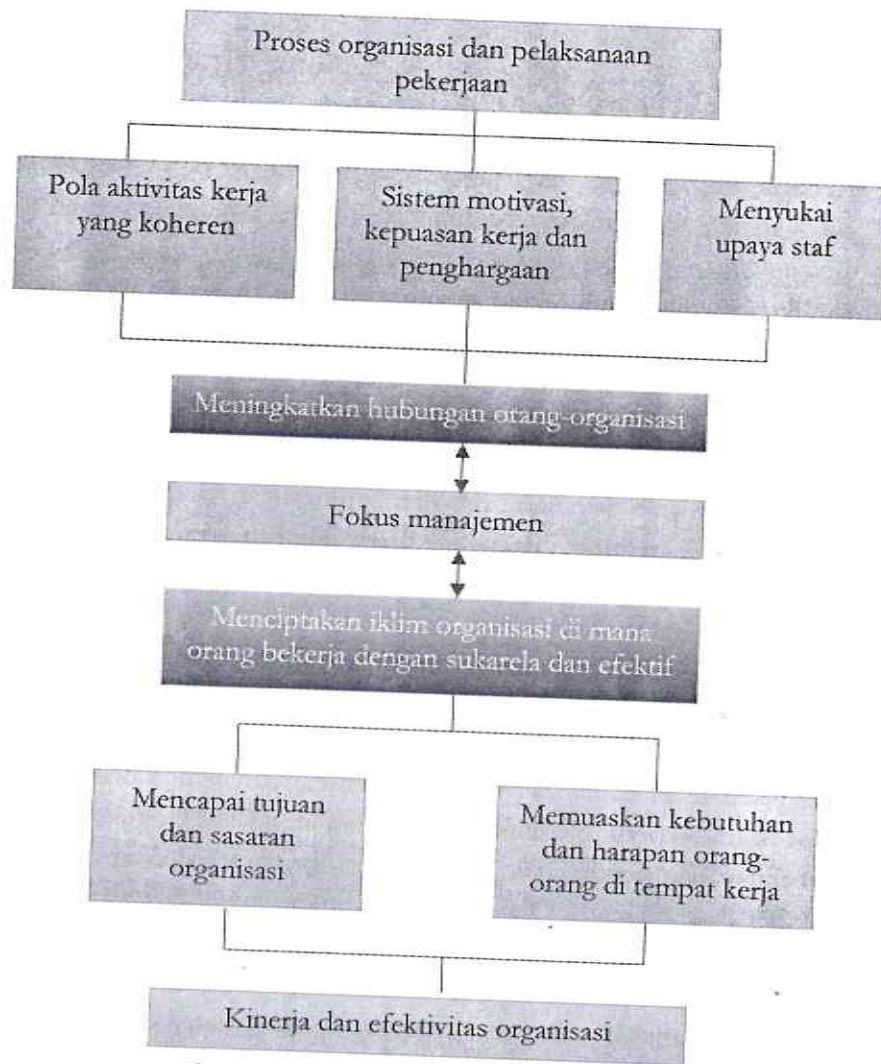 Proses organisasi dan pelaksanaan
pekerjaan
Pola aktivitas kerja
yang koheren
Sistem motivasi,
kepuasan kerja dan
penghargaan
Menyukai
upaya staf
Meningkatkan hubungan orang-organisasi
Fokus manajemen
Menciptakan iklim organisasi di mana
orang bekerja dengan sukarela dan efektif
Mencapai tujuan
dan sasaran
organisasi
Memuaskan kebutuhan
dan harapan orang-
orang di tempat kerja
Kinerja dan efektivitas organisasi